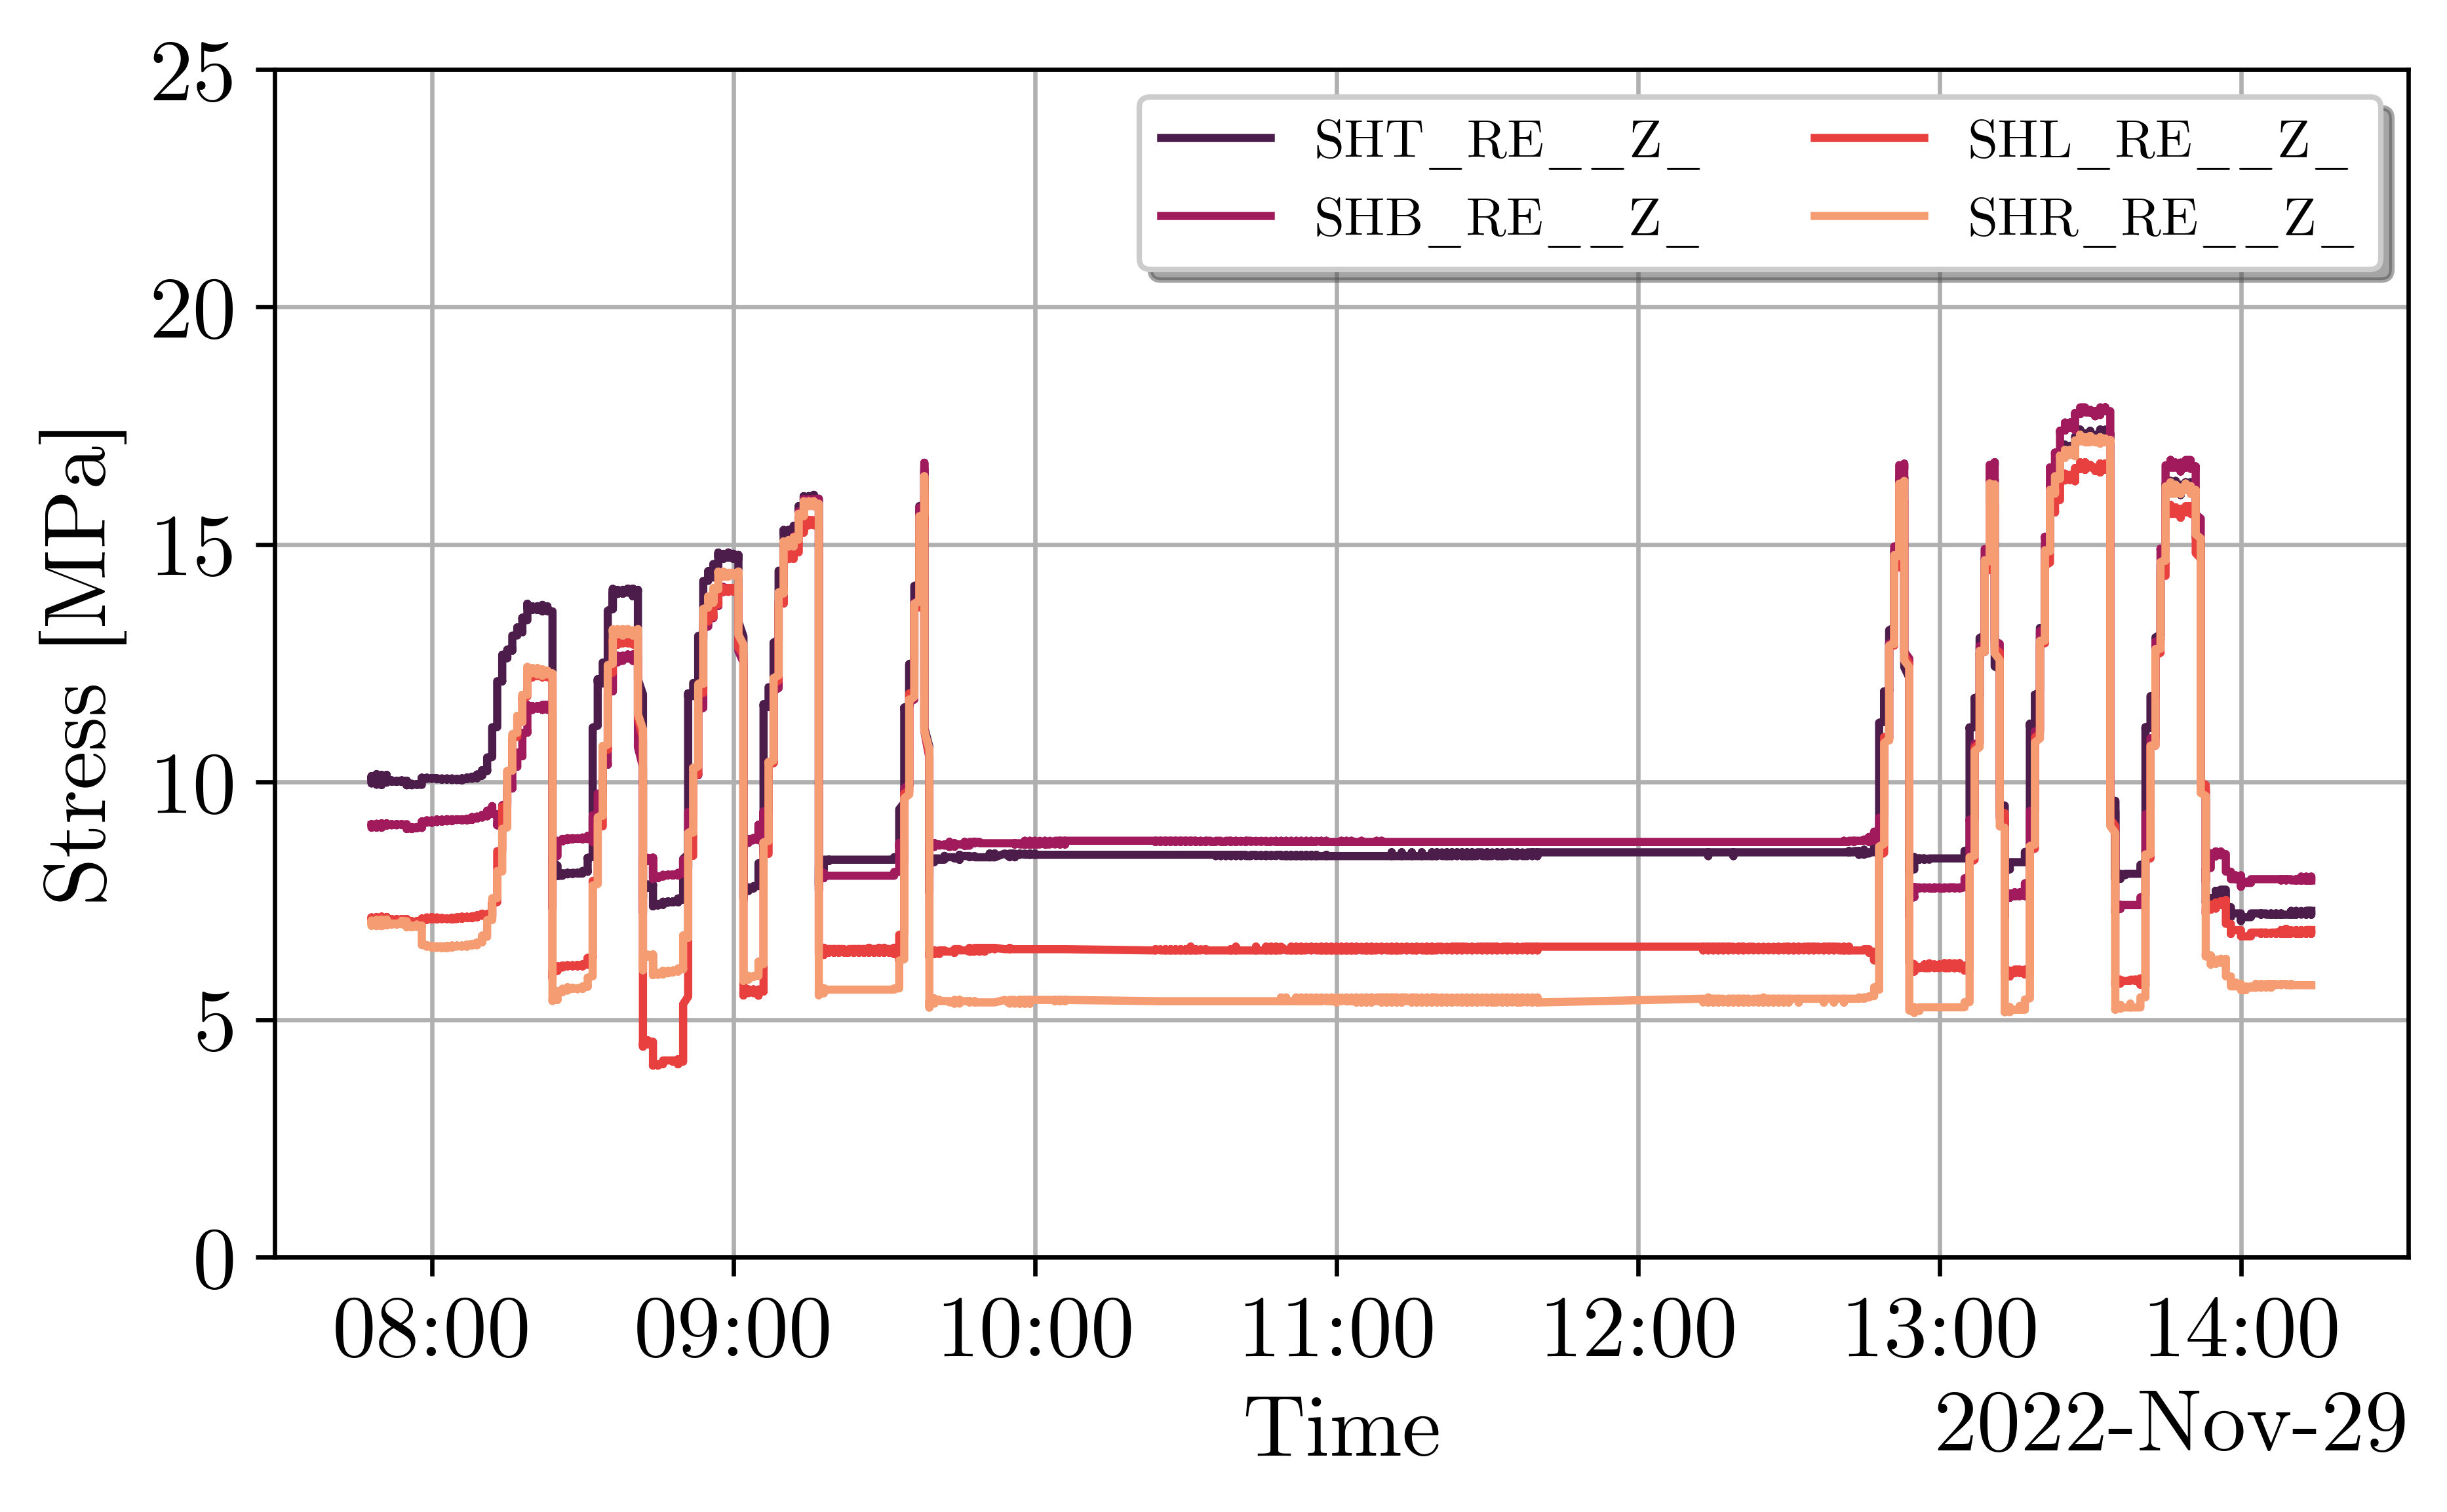 25
20
15
10
5
0
Stress [MPa]
SHT_RE__Z_
SHB_RE__Z_
SHL_RE__Z_
SHR_RE__Z_
08:00 09:00 10:00 11:00 12:00 13:00 14:00
Time
2022-Nov-29